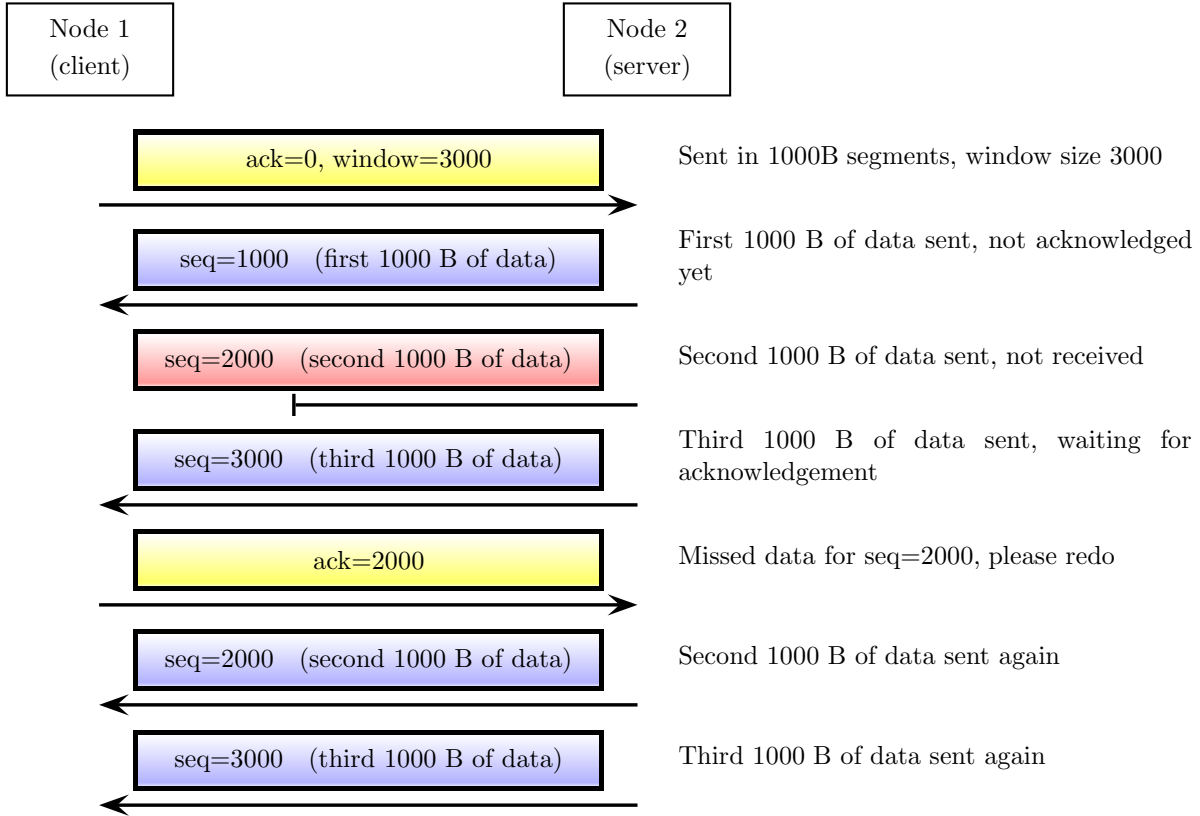 Node 1
(client)
Node 2
(server)
ack=0, window=3000
Sent in 1000B segments, window size 3000
seq=1000 (first 1000 B of data)
First 1000 B of data sent, not acknowledged
yet
seq=2000 (second 1000 B of data)
Second 1000 B of data sent, not received
seq=3000 (third 1000 B of data)
Third 1000 B of data sent, waiting for
acknowledgement
ack=2000
Missed data for seq=2000, please redo
seq=2000 (second 1000 B of data)
Second 1000 B of data sent again
seq=3000 (third 1000 B of data)
Third 1000 B of data sent again